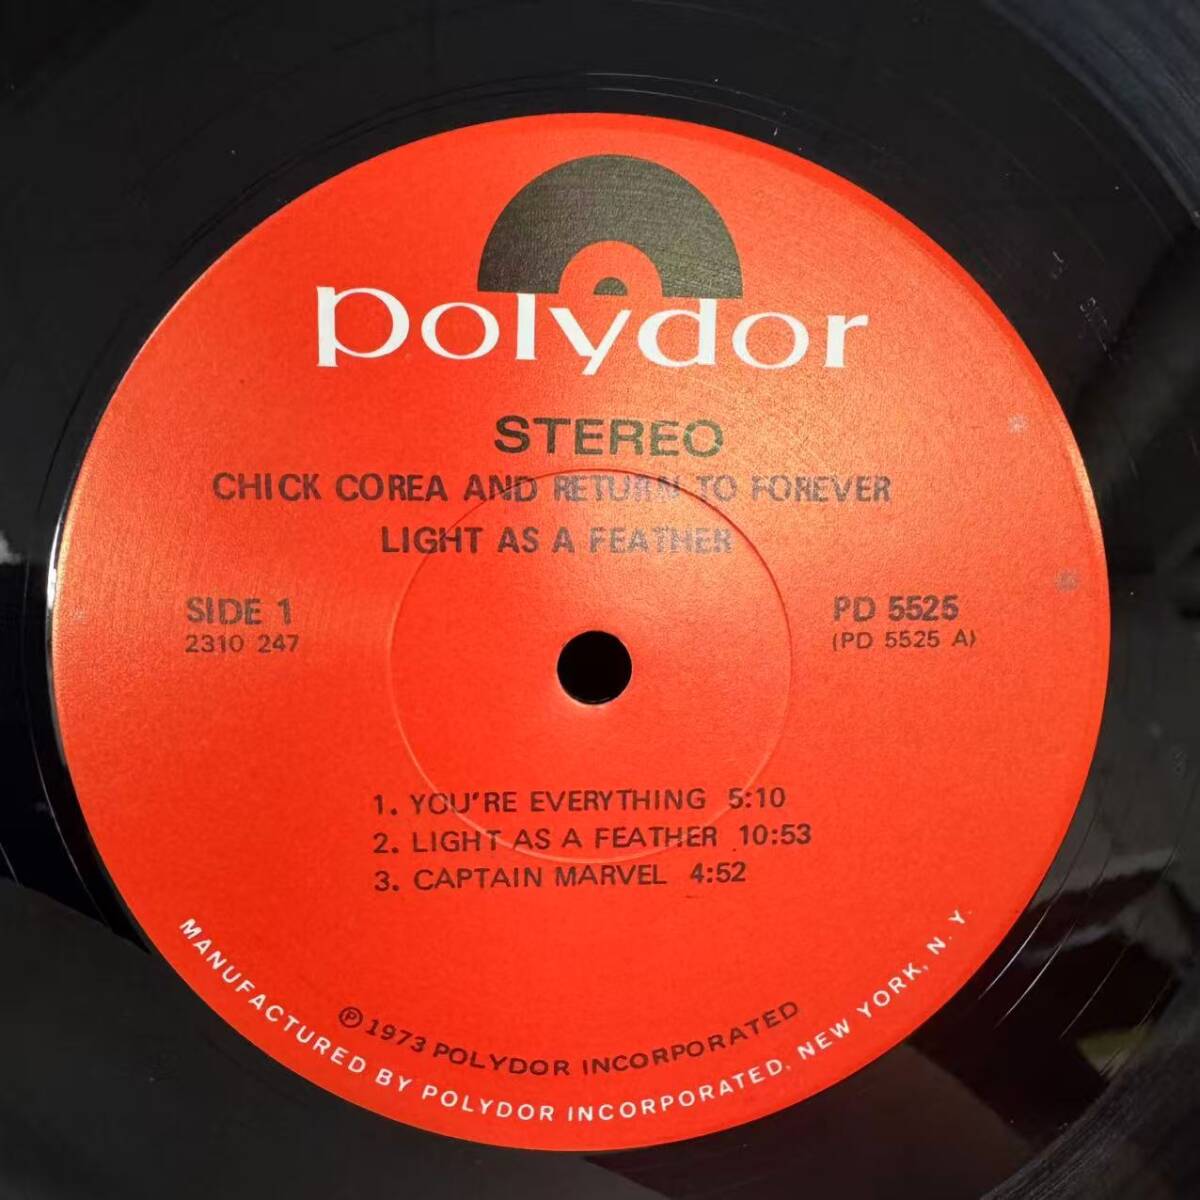 polydor
STEREO
CHICK COREA AND RETURN TO FOREVER
LIGHT AS A FEATHER
SIDE 1
2310 247
PD 5525
(PD 5525 A)
1. YOU'RE EVERYTHING 5:10
2. LIGHT AS A FEATHER 10:53
3. CAPTAIN MARVEL 4:52
℗ 1973 POLYDOR INCORPORATED
MANUFACTURED BY POLYDOR INCORPORATED, NEW YORK, N.Y.